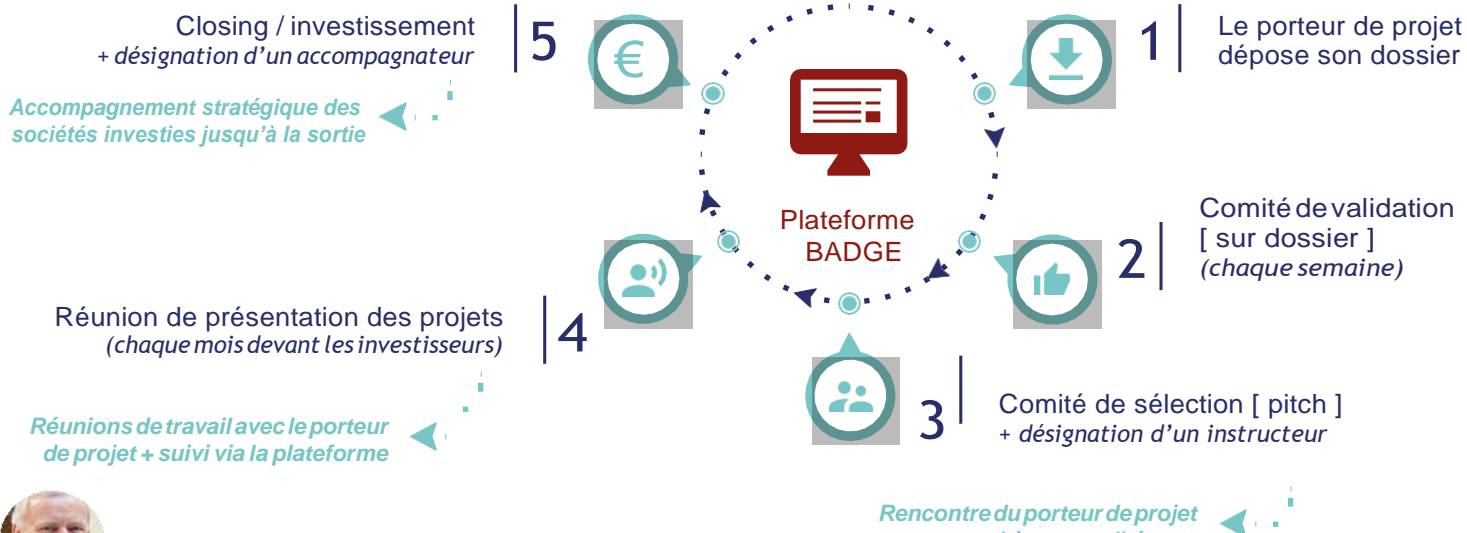 Le porteur de projet
dépose son dossier
1
Comité de validation
[ sur dossier ]
(chaque semaine)
2
Comité de sélection [ pitch ]
+ désignation d'un instructeur
3
Rencontre du porteur de projet
Réunion de présentation des projets
(chaque mois devant les investisseurs)
4
Réunions de travail avec le porteur
de projet + suivi via la plateforme
Closing / investissement
+ désignation d'un accompagnateur
5
Accompagnement stratégique des
sociétés investies jusqu'à la sortie
€
Plateforme
BADGE